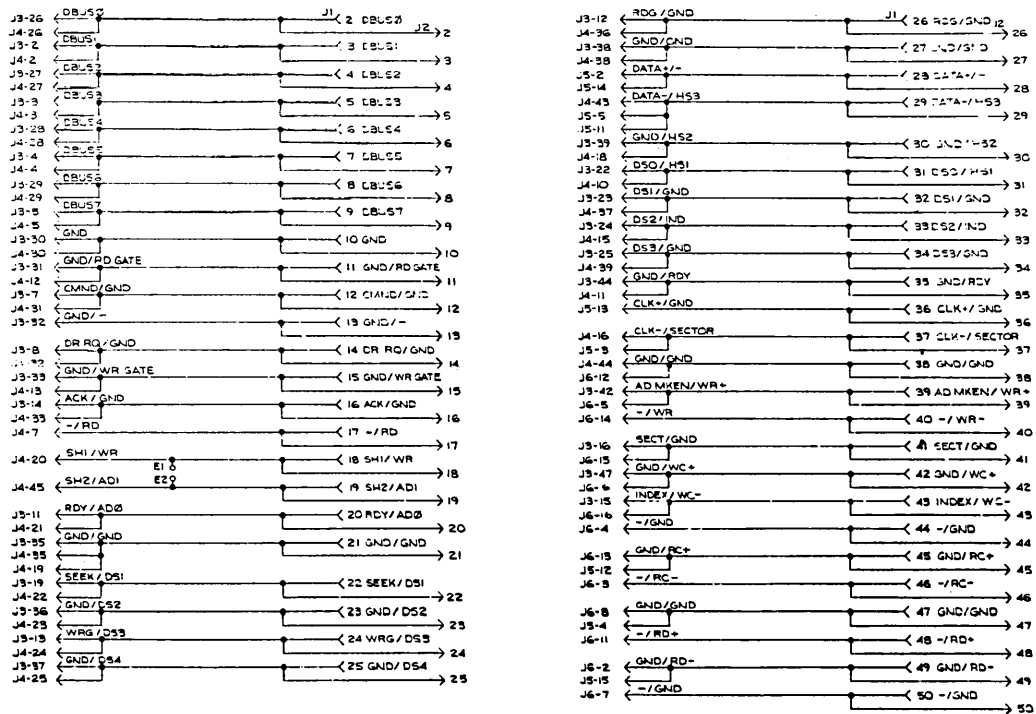 J3-26 DBUS0 J1 2 DBUSØ J2
J4-26 2
J3-2 DBUS1 3 DBUS1
J4-2 3
J3-27 DBUS2 4 DBUS2
J4-27 4
J3-3 DBUS3 5 DBUS3
J4-3 5
J3-28 DBUS4 6 DBUS4
J4-28 6
J3-4 DBUS5 7 DBUS5
J4-4 7
J3-29 DBUS6 8 DBUS6
J4-29 8
J3-5 DBUS7 9 DBUS7
J4-5 9
J3-30 GND 10 GND
J4-30 10
J3-31 GND/RD GATE 11 GND/RD GATE
J4-12 11
J3-7 CMND/GND 12 CMND/GND
J4-31 12
J3-32 GND/- 13 GND/-
13
J3-8 DR RQ/GND 14 DR RQ/GND
J4-32 14
J3-33 GND/WR GATE 15 GND/WR GATE
J4-13 15
J3-14 ACK/GND 16 ACK/GND
J4-33 16
J4-7 -/RD 17 -/RD
17
J4-20 SH1/WR 18 SH1/WR
E1 18
E2
J4-45 SH2/AD1 19 SH2/AD1
19
J3-11 RDY/ADØ 20 RDY/ADØ
J4-21 20
J3-35 GND/GND 21 GND/GND
J4-35 21
J4-19
J3-19 SEEK/DS1 22 SEEK/DS1
J4-22 22
J3-36 GND/DS2 23 GND/DS2
J4-23 23
J3-13 WRG/DS3 24 WRG/DS3
J4-24 24
J3-37 GND/DS4 25 GND/DS4
J4-25 25
J3-12 RDG/GND J1 26 RDG/GND J2
J4-36 26
J3-38 GND/GND 27 GND/GND
J4-38 27
J5-2 DATA+/- 28 DATA+/-
J5-14 28
J4-43 DATA-/HS3 29 DATA-/HS3
J5-5 29
J5-11
J3-39 GND/HS2 30 GND/HS2
J4-18 30
J3-22 DS0/HS1 31 DS0/HS1
J4-10 31
J3-23 DS1/GND 32 DS1/GND
J4-37 32
J3-24 DS2/IND 33 DS2/IND
J4-15 33
J3-25 DS3/GND 34 DS3/GND
J4-39 34
J3-44 GND/RDY 35 GND/RDY
J4-11 35
J5-13 CLK+/GND 36 CLK+/GND
36
J4-16 CLK-/SECTOR 37 CLK-/SECTOR
J5-3 37
J4-44 GND/GND 38 GND/GND
J6-12 38
J3-42 AD MKEN/WR+ 39 AD MKEN/WR+
J6-5 39
J6-14 -/WR 40 -/WR-
40
J3-16 SECT/GND 41 SECT/GND
J6-15 41
J3-47 GND/WC+ 42 GND/WC+
J6-6 42
J3-15 INDEX/WC- 43 INDEX/WC-
J6-16 43
J6-4 -/GND 44 -/GND
44
J6-13 GND/RC+ 45 GND/RC+
J5-12 45
J6-3 -/RC- 46 -/RC-
46
J6-8 GND/GND 47 GND/GND
J3-4 47
J6-11 -/RD+ 48 -/RD+
48
J6-2 GND/RD- 49 GND/RD-
J5-15 49
J6-7 -/GND 50 -/GND
50